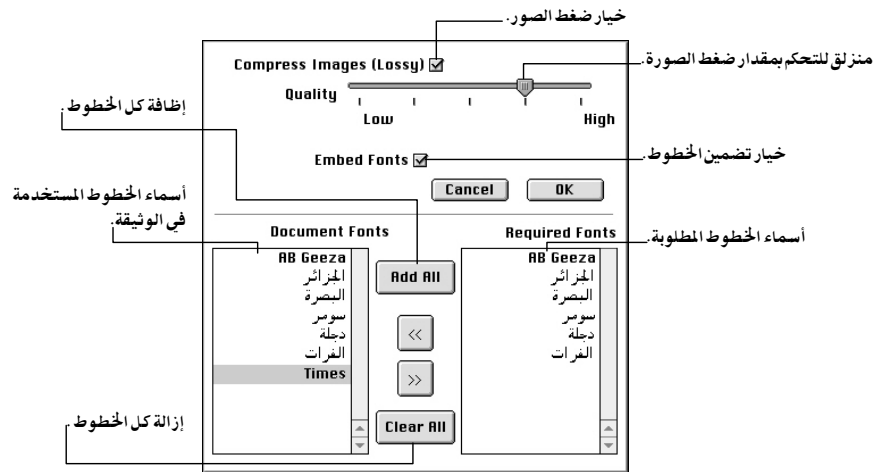 خيار ضغط الصور.
Compress Images (Lossy)
منزلق للتحكم بمقدار ضغط الصورة.
Quality
Low
High
إظافة كل الخطوط.
Embed Fonts
خيار تضمين الخطوط.
Cancel
OK
أسماء الخطوط المستخدمة
في الوثيقة.
Document Fonts
Required Fonts
أسماء الخطوط المطلوبة.
AB Geeza
الجزائر
البصرة
سومر
دجلة
الفرات
Times
Add All
<<
>>
Clear All
AB Geeza
الجزائر
البصرة
سومر
دجلة
الفرات
إزالة كل الخطوط.